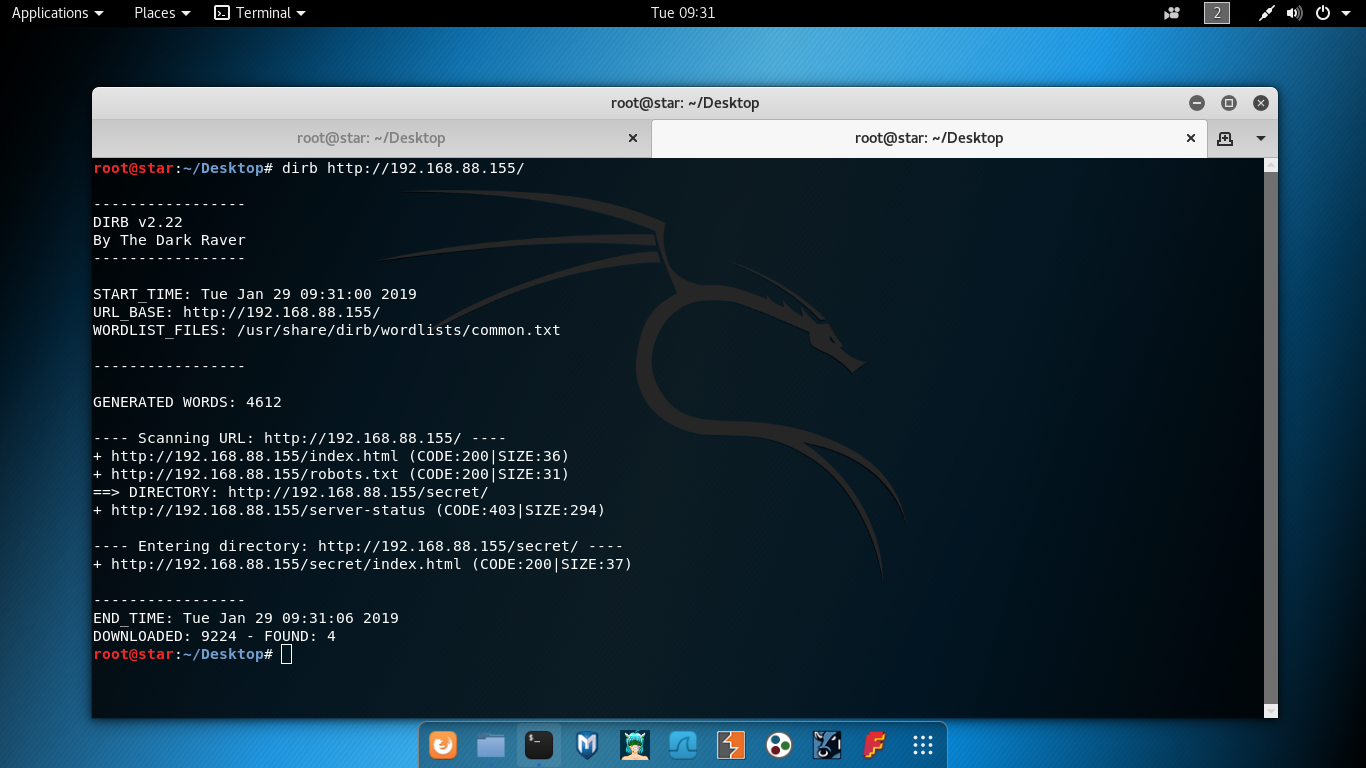 Applications Places Terminal Tue 09:31 2
root@star: ~/Desktop
root@star: ~/Desktop root@star: ~/Desktop
root@star:~/Desktop# dirb http://192.168.88.155/
-----------------
DIRB v2.22
By The Dark Raver
-----------------
START_TIME: Tue Jan 29 09:31:00 2019
URL_BASE: http://192.168.88.155/
WORDLIST_FILES: /usr/share/dirb/wordlists/common.txt
-----------------
GENERATED WORDS: 4612
---- Scanning URL: http://192.168.88.155/ ----
+ http://192.168.88.155/index.html (CODE:200|SIZE:36)
+ http://192.168.88.155/robots.txt (CODE:200|SIZE:31)
==> DIRECTORY: http://192.168.88.155/secret/
+ http://192.168.88.155/server-status (CODE:403|SIZE:294)
---- Entering directory: http://192.168.88.155/secret/ ----
+ http://192.168.88.155/secret/index.html (CODE:200|SIZE:37)
-----------------
END_TIME: Tue Jan 29 09:31:06 2019
DOWNLOADED: 9224 - FOUND: 4
root@star:~/Desktop#